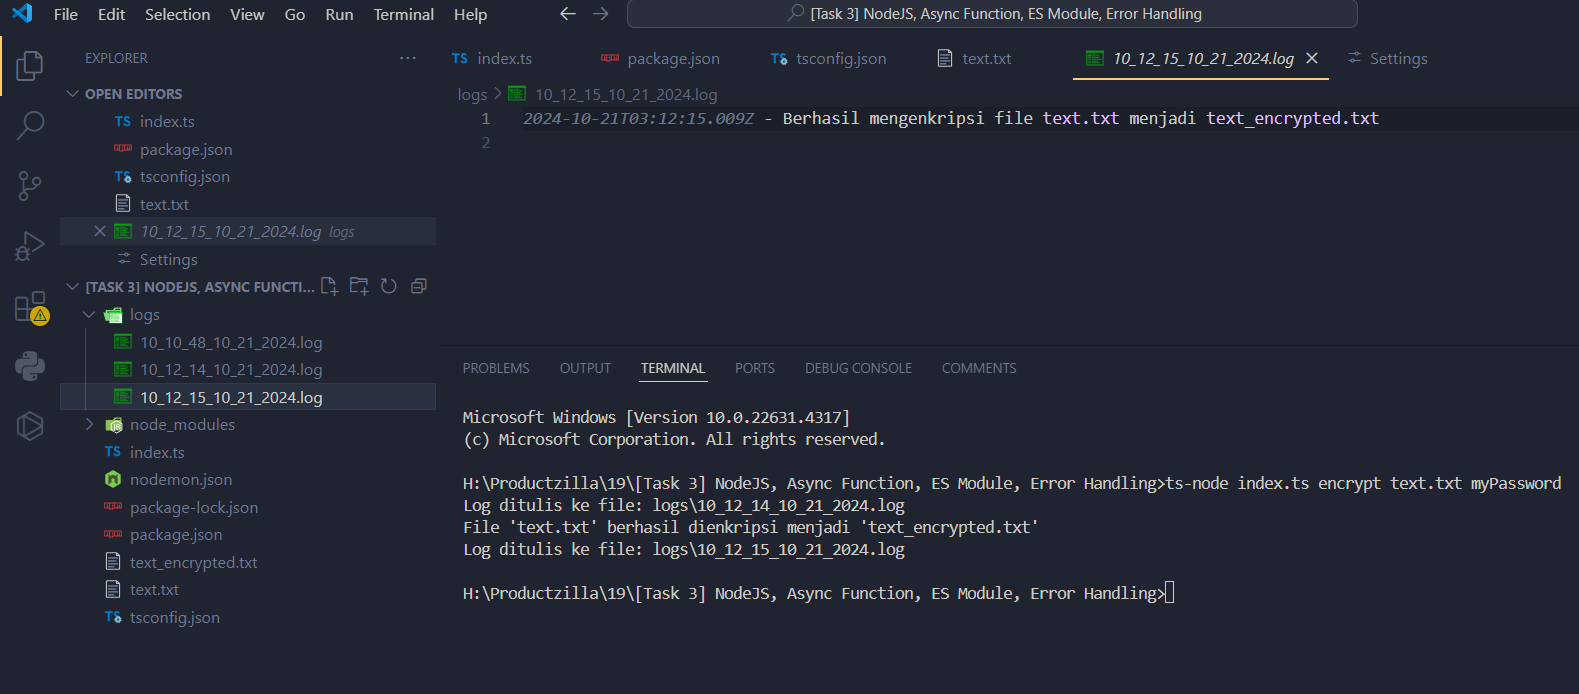 File Edit Selection View Go Run Terminal Help
[Task 3] NodeJS, Async Function, ES Module, Error Handling
EXPLORER
OPEN EDITORS
TS index.ts
package.json
TS tsconfig.json
text.txt
10_12_15_10_21_2024.log logs
Settings
[TASK 3] NODEJS, ASYNC FUNCTI...
logs
10_10_48_10_21_2024.log
10_12_14_10_21_2024.log
10_12_15_10_21_2024.log
node_modules
TS index.ts
nodemon.json
package-lock.json
package.json
text_encrypted.txt
text.txt
TS tsconfig.json
TS index.ts package.json TS tsconfig.json text.txt 10_12_15_10_21_2024.log Settings
logs > 10_12_15_10_21_2024.log
1 2024-10-21T03:12:15.009Z - Berhasil mengenkripsi file text.txt menjadi text_encrypted.txt
2
PROBLEMS OUTPUT TERMINAL PORTS DEBUG CONSOLE COMMENTS
Microsoft Windows [Version 10.0.22631.4317]
(c) Microsoft Corporation. All rights reserved.
H:\Productzilla\19\[Task 3] NodeJS, Async Function, ES Module, Error Handling>ts-node index.ts encrypt text.txt myPassword
Log ditulis ke file: logs\10_12_14_10_21_2024.log
File 'text.txt' berhasil dienkripsi menjadi 'text_encrypted.txt'
Log ditulis ke file: logs\10_12_15_10_21_2024.log
H:\Productzilla\19\[Task 3] NodeJS, Async Function, ES Module, Error Handling>